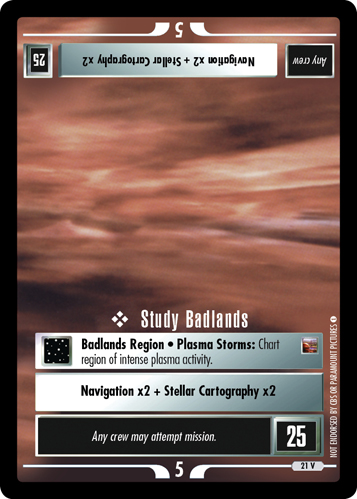 5
Any crew
Navigation x2 + Stellar Cartography x2
25
❖ Study Badlands
Badlands Region • Plasma Storms: Chart
region of intense plasma activity.
Navigation x2 + Stellar Cartography x2
Any crew may attempt mission.
25
5
21 V
NOT ENDORSED BY CBS OR PARAMOUNT PICTURES